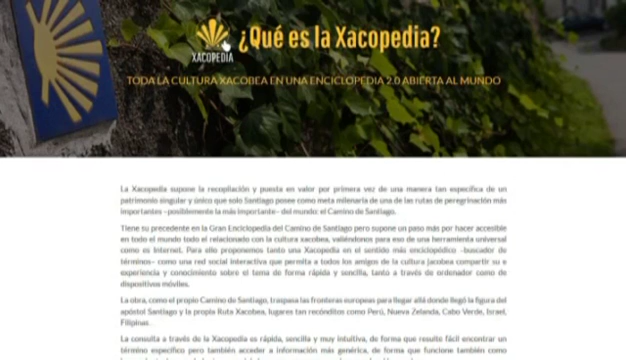 ¿Qué es la Xacopedia?
XACOPEDIA
TODA LA CULTURA XACOBEA EN UNA ENCICLOPEDIA 2.0 ABIERTA AL MUNDO
La Xacopedia supone la recopilación y puesta en valor por primera vez de una manera tan específica de un
patrimonio singular y único que solo Santiago posee como meta milenaria de una de las rutas de peregrinación más
importantes -posiblemente la más importante- del mundo: el Camino de Santiago.
Tiene su precedente en la Gran Enciclopedia del Camino de Santiago pero supone un paso más por hacer accesible
en todo el mundo todo el relacionado con la cultura xacobea, valiéndonos para eso de una herramienta universal
como es Internet. Para ello proponemos tanto una Xacopedia en el sentido más enciclopédico -buscador de
términos- como una red social interactiva que permita a todos los amigos de la cultura jacobea compartir su
experiencia y conocimiento sobre el tema de forma rápida y sencilla, tanto a través de ordenador como de
dispositivos móviles.
La obra, como el propio Camino de Santiago, traspasa las fronteras europeas para llegar allá donde llegó la figura del
apóstol Santiago y la propia Ruta Xacobea, lugares tan recónditos como Perú, Nueva Zelanda, Cabo Verde, Israel,
Filipinas.
La consulta a través de la Xacopedia es rápida, sencilla y muy intuitiva, de forma que resulte fácil encontrar un
término específico pero también acceder a información más genérica, de forma que funcione también como